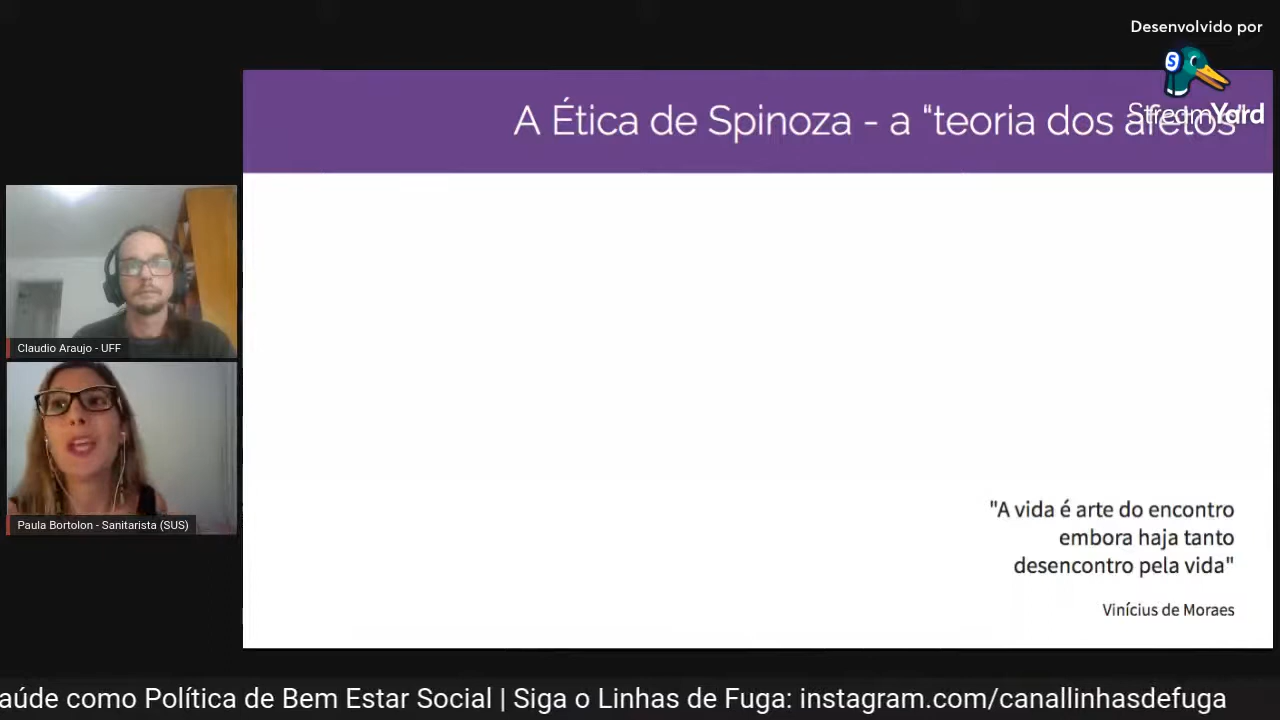 Desenvolvido por
StreamYard
A Ética de Spinoza - a “teoria dos afetos”
Claudio Araujo - UFF
Paula Bortolon - Sanitarista (SUS)
"A vida é arte do encontro
embora haja tanto
desencontro pela vida"
Vinícius de Moraes
aúde como Política de Bem Estar Social | Siga o Linhas de Fuga: instagram.com/canallinhasdefuga